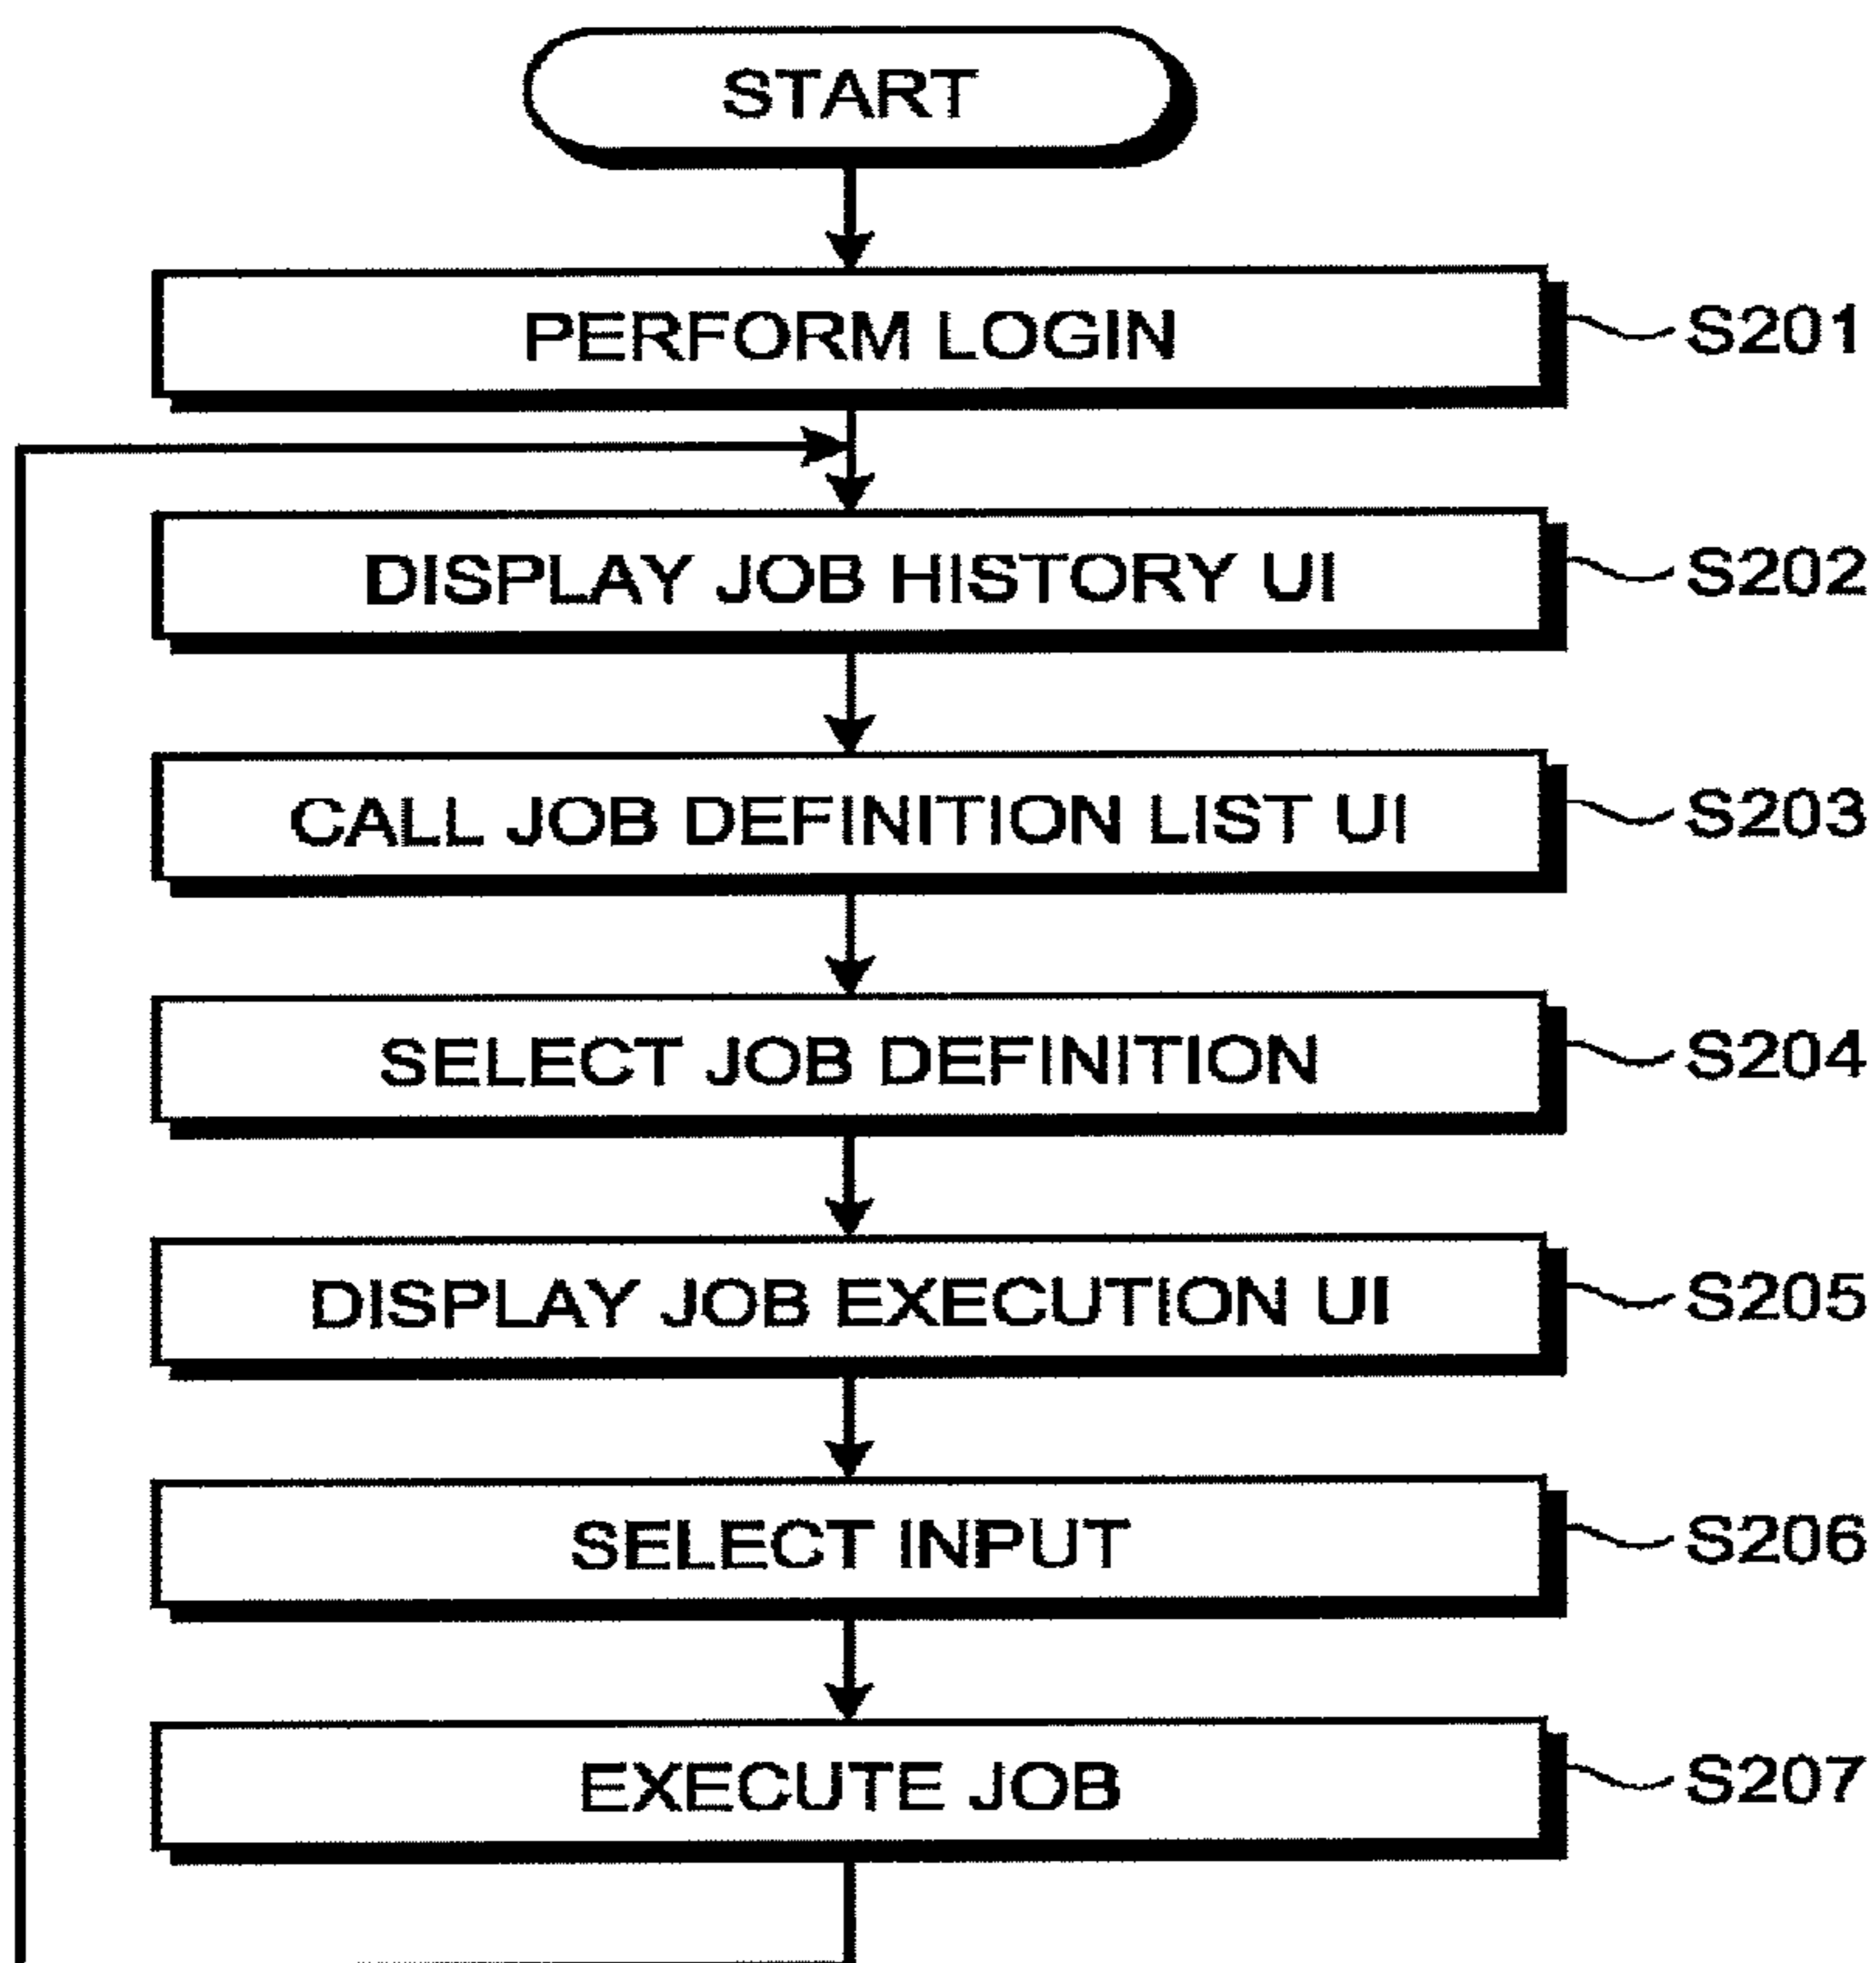 START
PERFORM LOGIN
S201
DISPLAY JOB HISTORY UI
S202
CALL JOB DEFINITION LIST UI
S203
SELECT JOB DEFINITION
S204
DISPLAY JOB EXECUTION UI
S205
SELECT INPUT
S206
EXECUTE JOB
S207